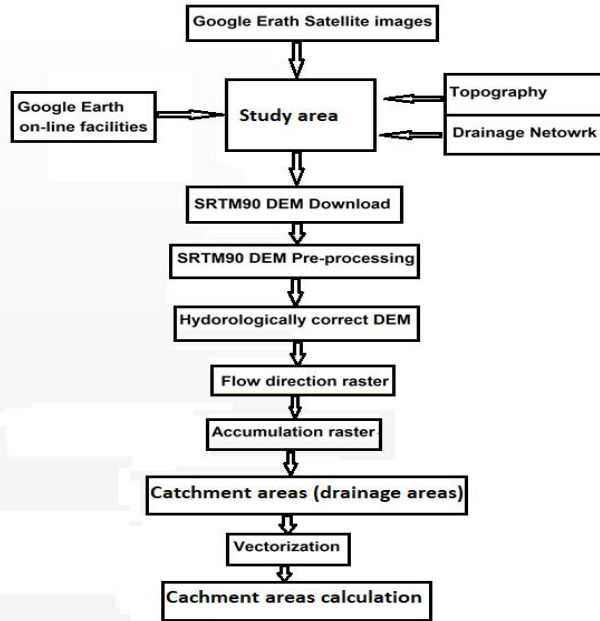 Google Erath Satellite images
Google Earth
on-line facilities
Study area
Topography
Drainage Netowrk
SRTM90 DEM Download
SRTM90 DEM Pre-processing
Hydorologically correct DEM
Flow direction raster
Accumulation raster
Catchment areas (drainage areas)
Vectorization
Cachment areas calculation